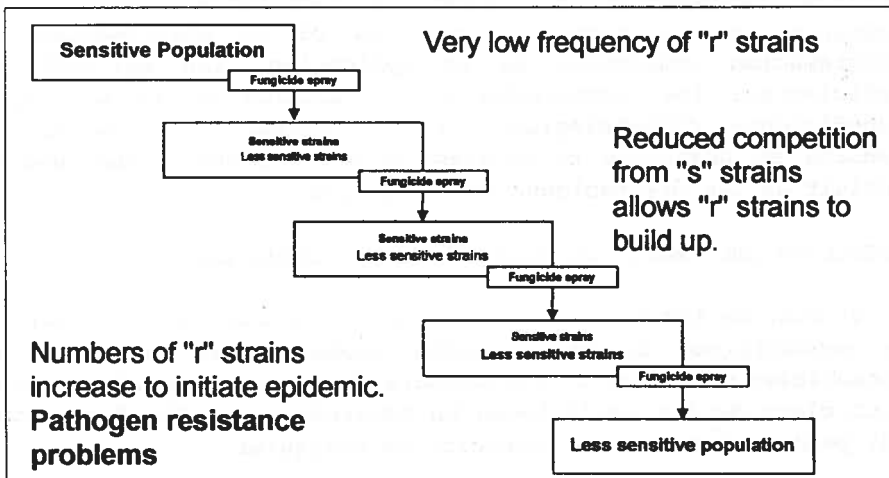 Sensitive Population
Very low frequency of "r" strains
Fungicide spray
Sensitive strains
Less sensitive strains
Reduced competition
from "s" strains
allows "r" strains to
build up.
Fungicide spray
Sensitive strains
Less sensitive strains
Fungicide spray
Sensitive strains
Less sensitive strains
Numbers of "r" strains
increase to initiate epidemic.
Pathogen resistance
problems
Fungicide spray
Less sensitive population